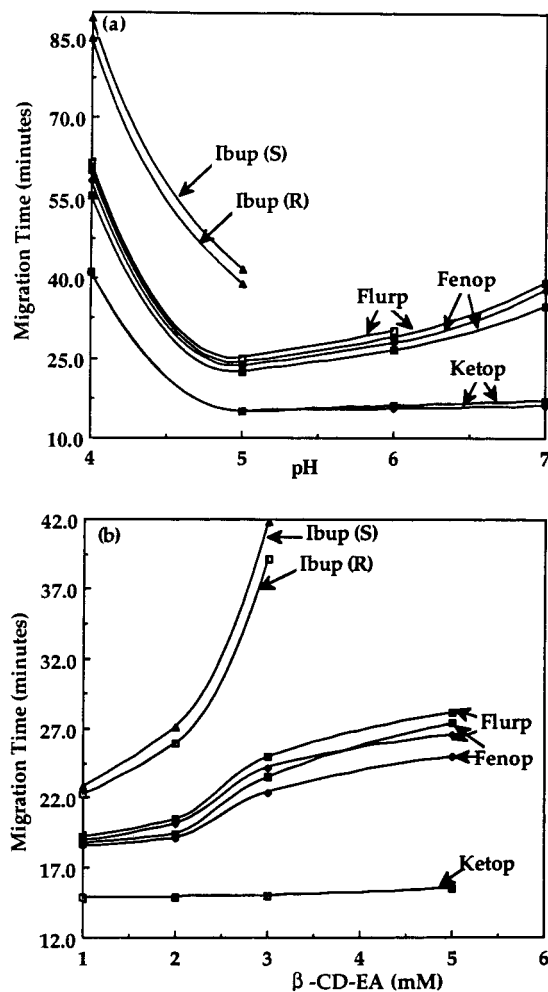 (a)
Migration Time (minutes)
85.0
70.0
55.0
40.0
25.0
10.0
Ibup (S)
Ibup (R)
Flurp
Fenop
Ketop
4
5
6
7
pH
(b)
Migration Time (minutes)
42.0
37.0
32.0
27.0
22.0
17.0
12.0
Ibup (S)
Ibup (R)
Flurp
Fenop
Ketop
1
2
3
4
5
6
β -CD-EA (mM)